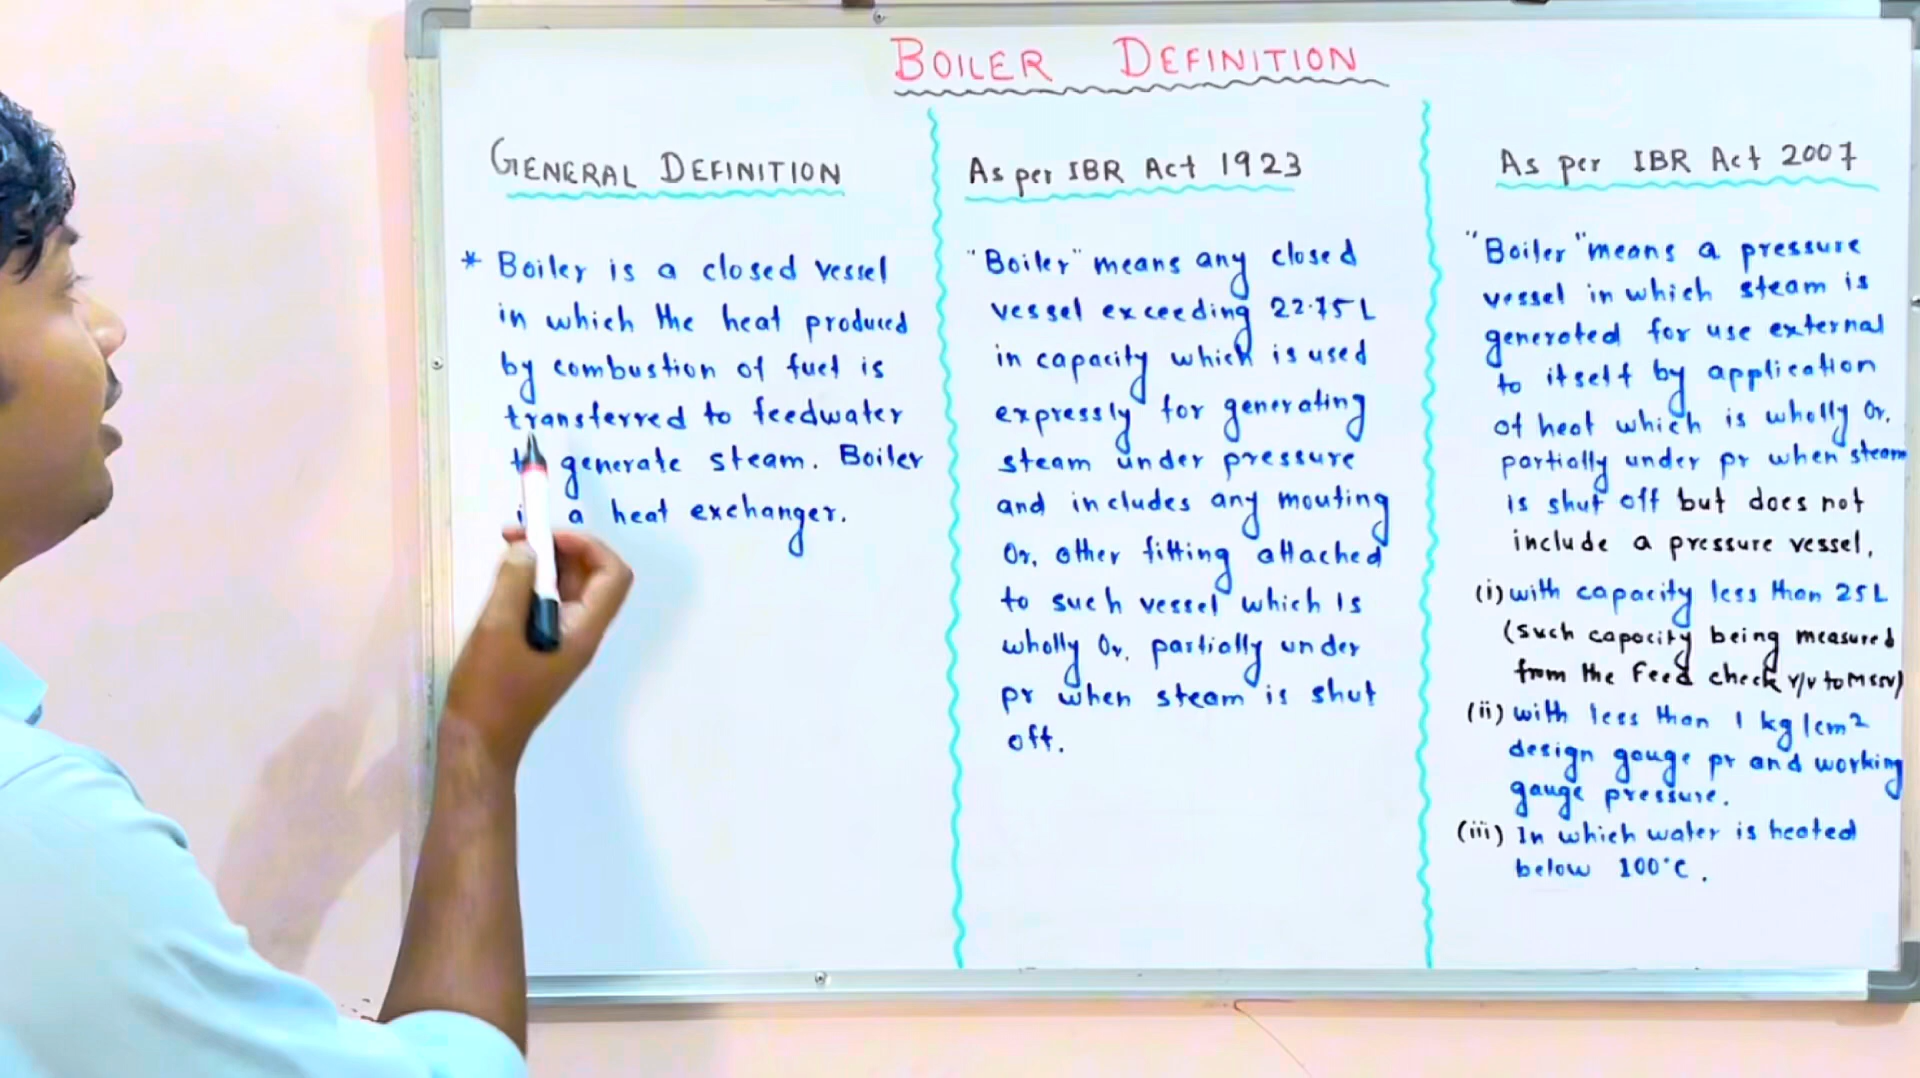 BOILER DEFINITION
GENERAL DEFINITION
* Boiler is a closed vessel
in which the heat produced
by combustion of fuel is
transferred to feedwater
generate steam. Boiler
a heat exchanger.
As per IBR Act 1923
"Boiler" means any closed
vessel exceeding 22.75 L
in capacity which is used
expressly for generating
steam under pressure
and includes any mouting
Or, other fitting attached
to such vessel which is
wholly Or, partially under
pr when steam is shut
off.
As per IBR Act 2007
"Boiler" means a pressure
vessel in which steam is
generated for use external
to itself by application
of heat which is wholly Or,
partially under pr when steam
is shut off but does not
include a pressure vessel,
(i) with capacity less than 25L
(such capacity being measured
from the Feed check v/v to MSSV)
(ii) with less than 1 kg/cm²
design gauge pr and working
gauge pressure.
(iii) In which water is heated
below 100°C.